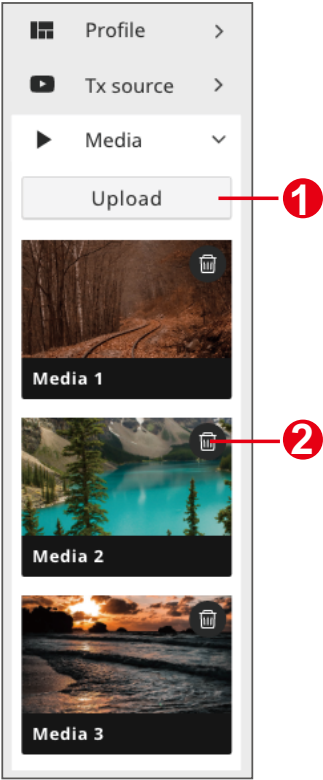 Profile
Tx source
Media
Upload
1
Media 1
2
Media 2
Media 3